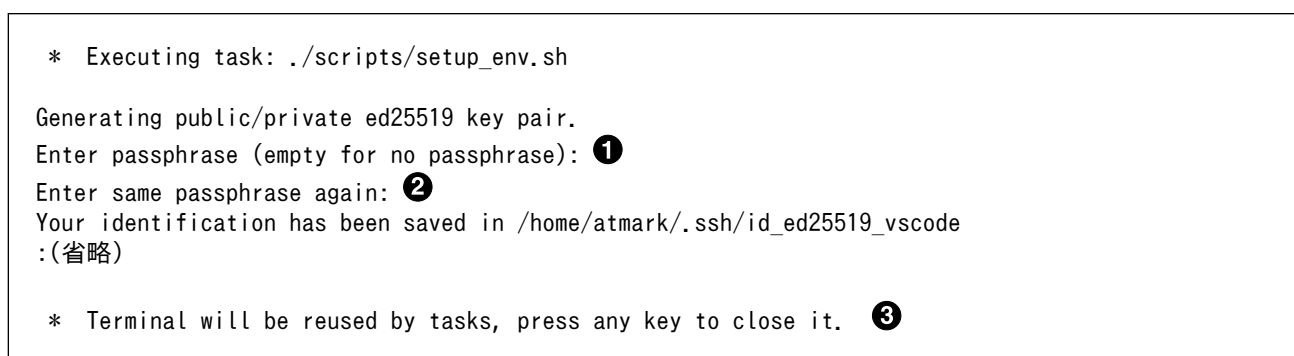 * Executing task: ./scripts/setup_env.sh
Generating public/private ed25519 key pair.
Enter passphrase (empty for no passphrase): ❶
Enter same passphrase again: ❷
Your identification has been saved in /home/atmark/.ssh/id_ed25519_vscode
:(省略)
* Terminal will be reused by tasks, press any key to close it. ❸